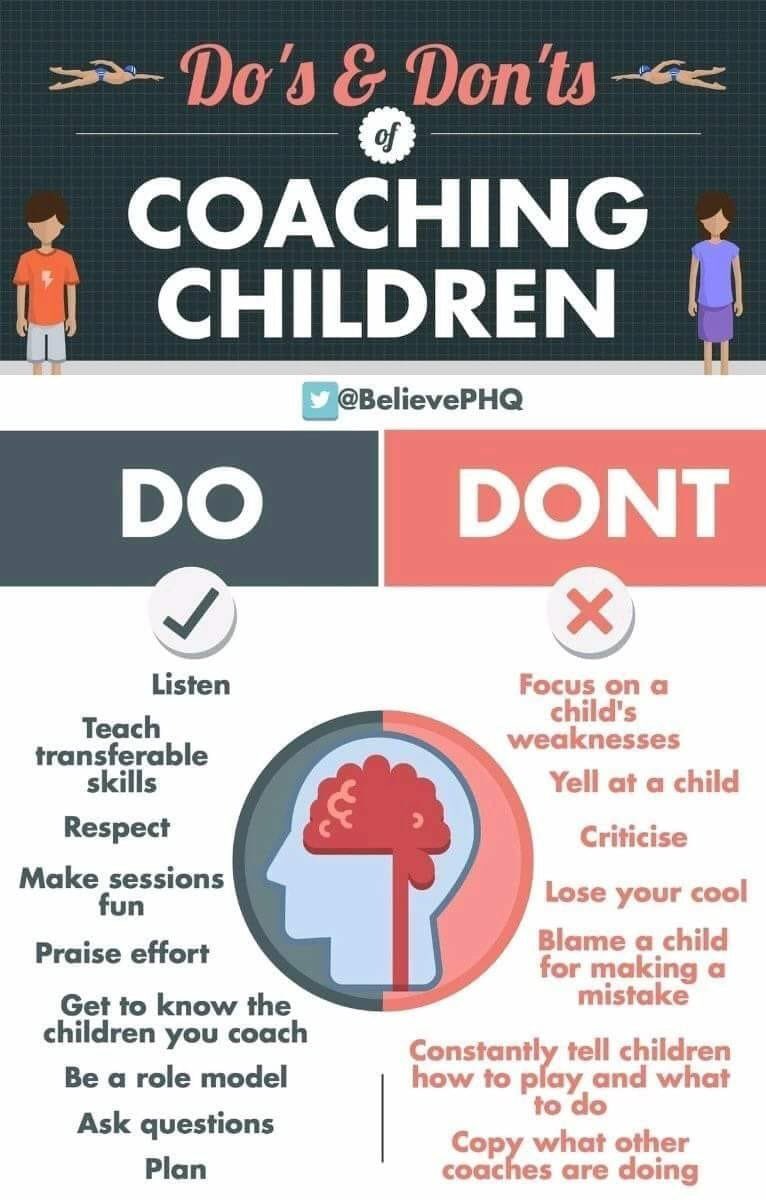 Do's & Don'ts
of
COACHING
CHILDREN
@BelievePHQ
DO
DONT
Listen
Teach
transferable
skills
Respect
Make sessions
fun
Praise effort
Get to know the
children you coach
Be a role model
Ask questions
Plan
Focus on a
child's
weaknesses
Yell at a child
Criticise
Lose your cool
Blame a child
for making a
mistake
Constantly tell children
how to play and what
to do
Copy what other
coaches are doing